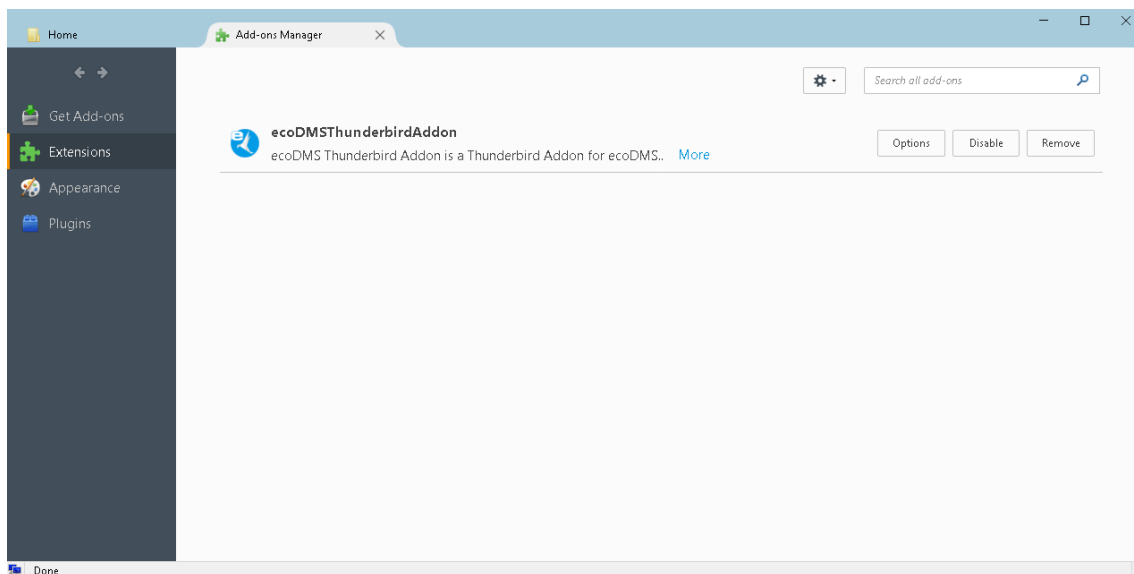 Home
Add-ons Manager
Search all add-ons
Get Add-ons
Extensions
Appearance
Plugins
ecoDMSThunderbirdAddon
ecoDMS Thunderbird Addon is a Thunderbird Addon for ecoDMS.. More
Options Disable Remove
Done